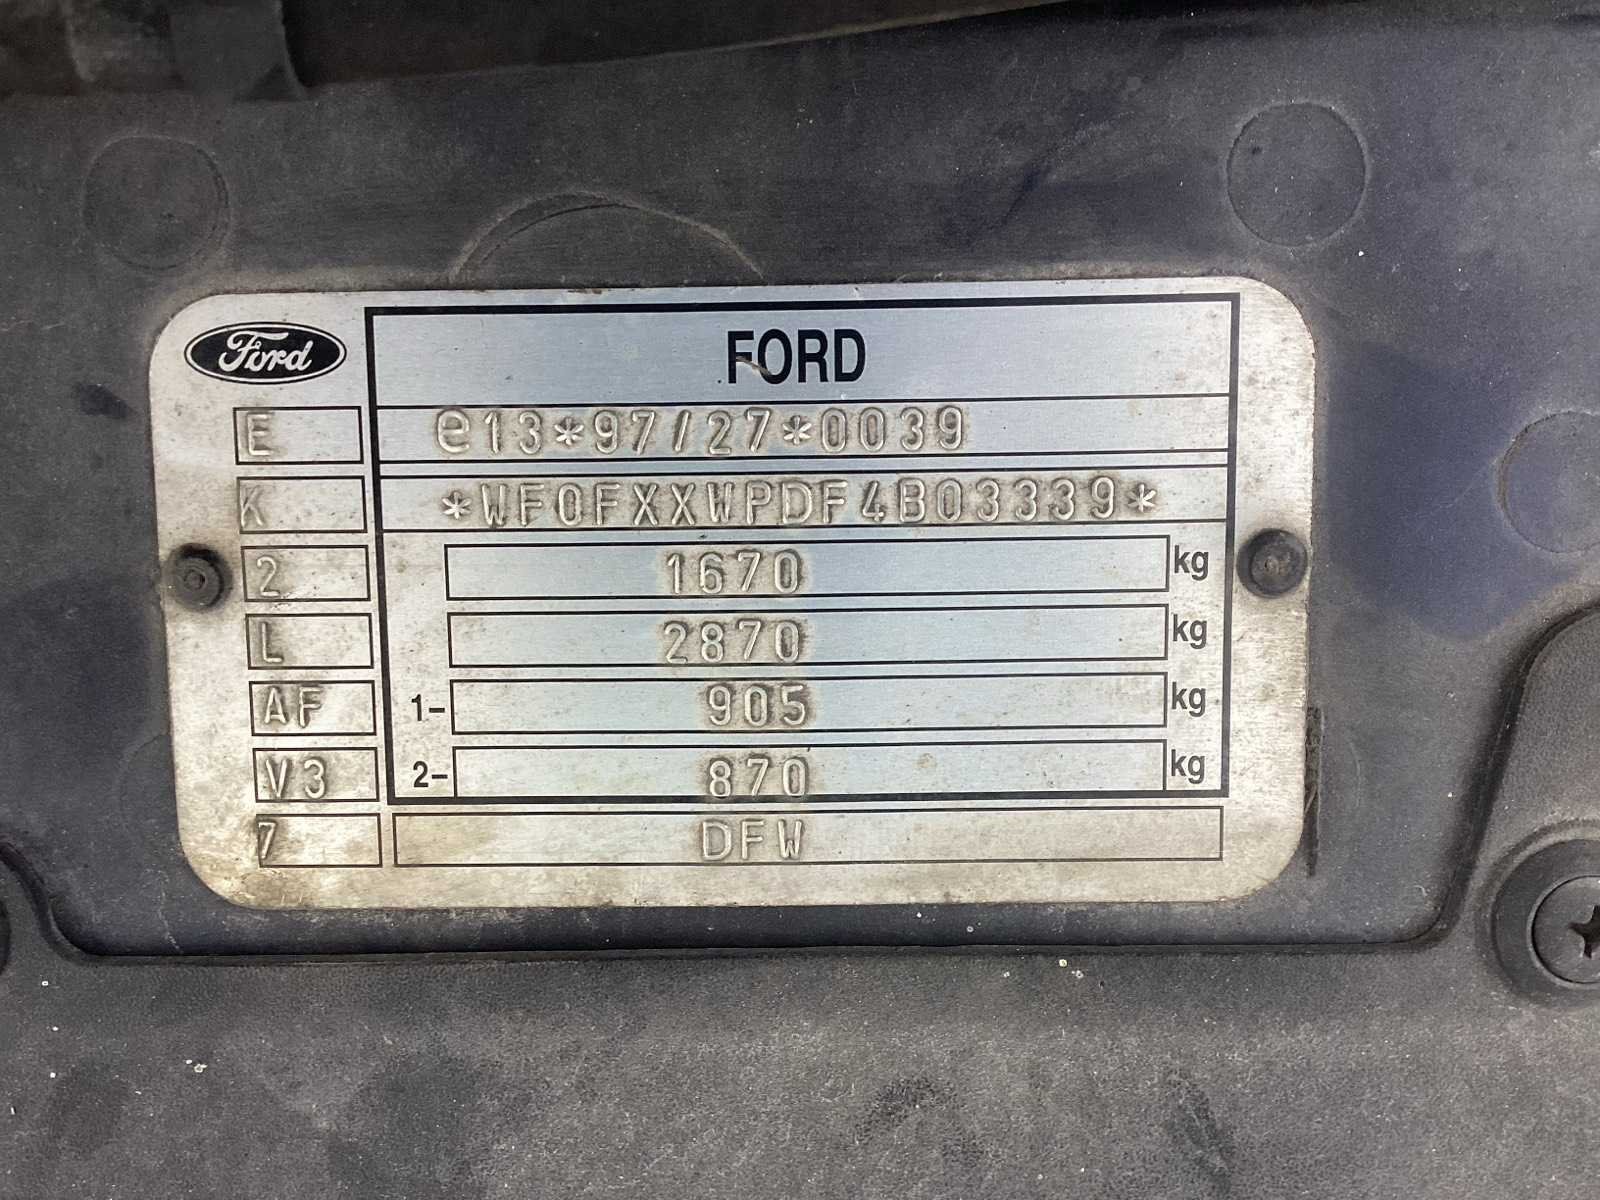 Ford
FORD
E e13*97/27*0039
K *WF0FXXWPDF4B03339*
2 1670 kg
L 2870 kg
AF 1- 905 kg
V3 2- 870 kg
7 DFW